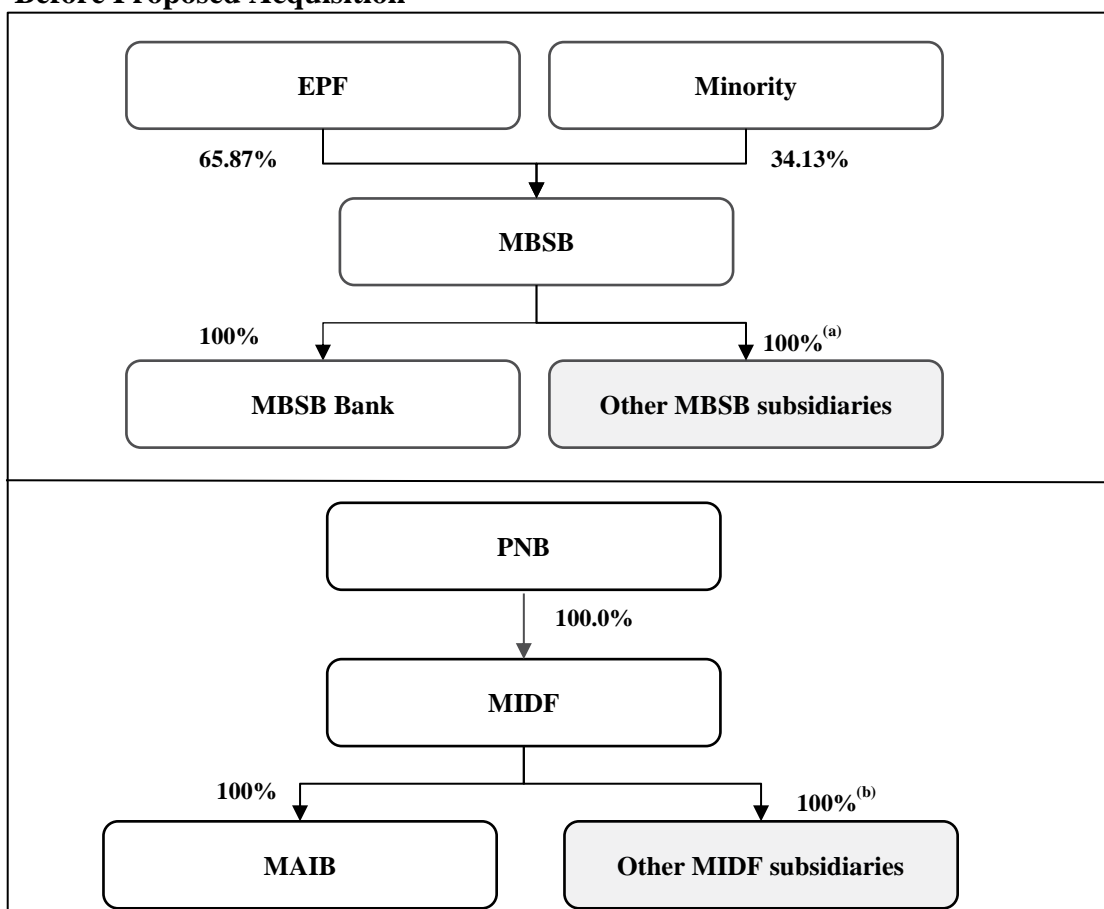 Before Proposed Acquisition
EPF
Minority
65.87%
34.13%
MBSB
100%
100%(a)
MBSB Bank
Other MBSB subsidiaries
PNB
100.0%
MIDF
100%
100%(b)
MAIB
Other MIDF subsidiaries